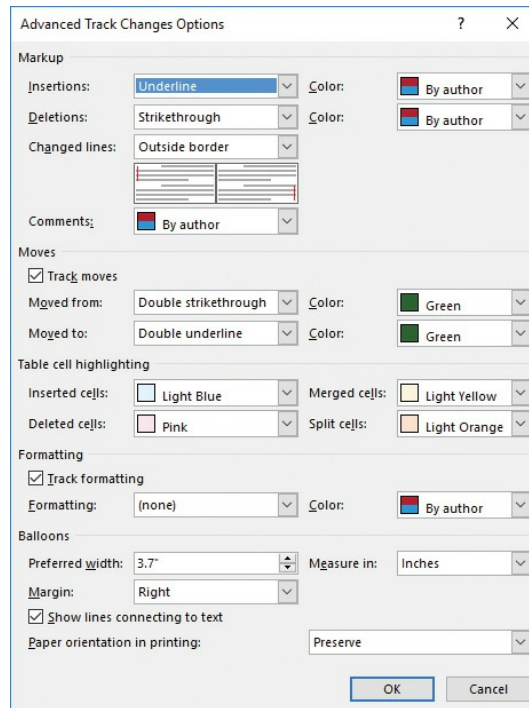 Advanced Track Changes Options ? ×
Markup
Insertions: Underline Color: By author
Deletions: Strikethrough Color: By author
Changed lines: Outside border
Comments: By author
Moves
Track moves
Moved from: Double strikethrough Color: Green
Moved to: Double underline Color: Green
Table cell highlighting
Inserted cells: Light Blue Merged cells: Light Yellow
Deleted cells: Pink Split cells: Light Orange
Formatting
Track formatting
Formatting: (none) Color: By author
Balloons
Preferred width: 3.7" Measure in: Inches
Margin: Right
Show lines connecting to text
Paper orientation in printing: Preserve
OK Cancel